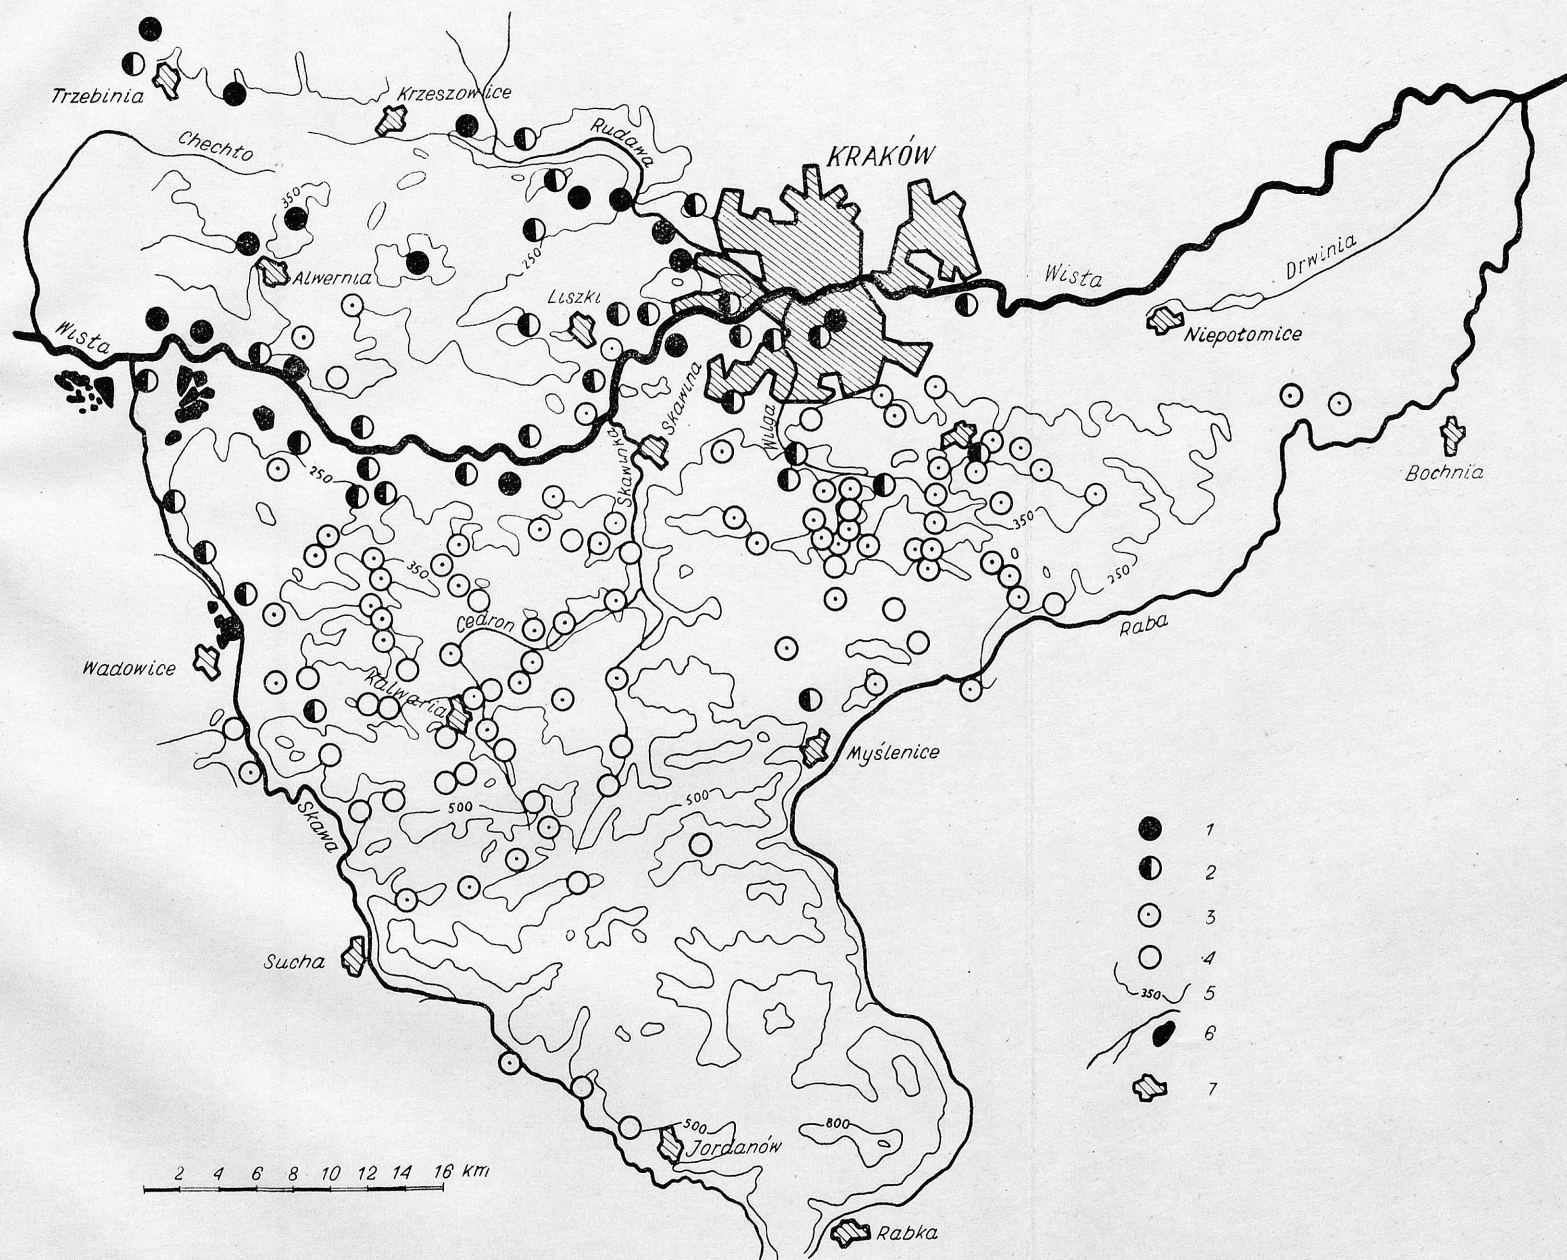 Trzebinia
Krzeszowice
Chechło
Rudawa
KRAKÓW
350
Alwernia
250
Liszki
Wisła
Drwinia
Niepołomice
Wisła
Skawina
Wilga
Skawinka
Bochnia
250
350
350
250
Cedron
Raba
Wadowice
Kalwaria
Myślenice
Skawa
500
500
1
2
3
4
350 5
6
7
Sucha
500
800
Jordanów
2 4 6 8 10 12 14 16 km
Rabka